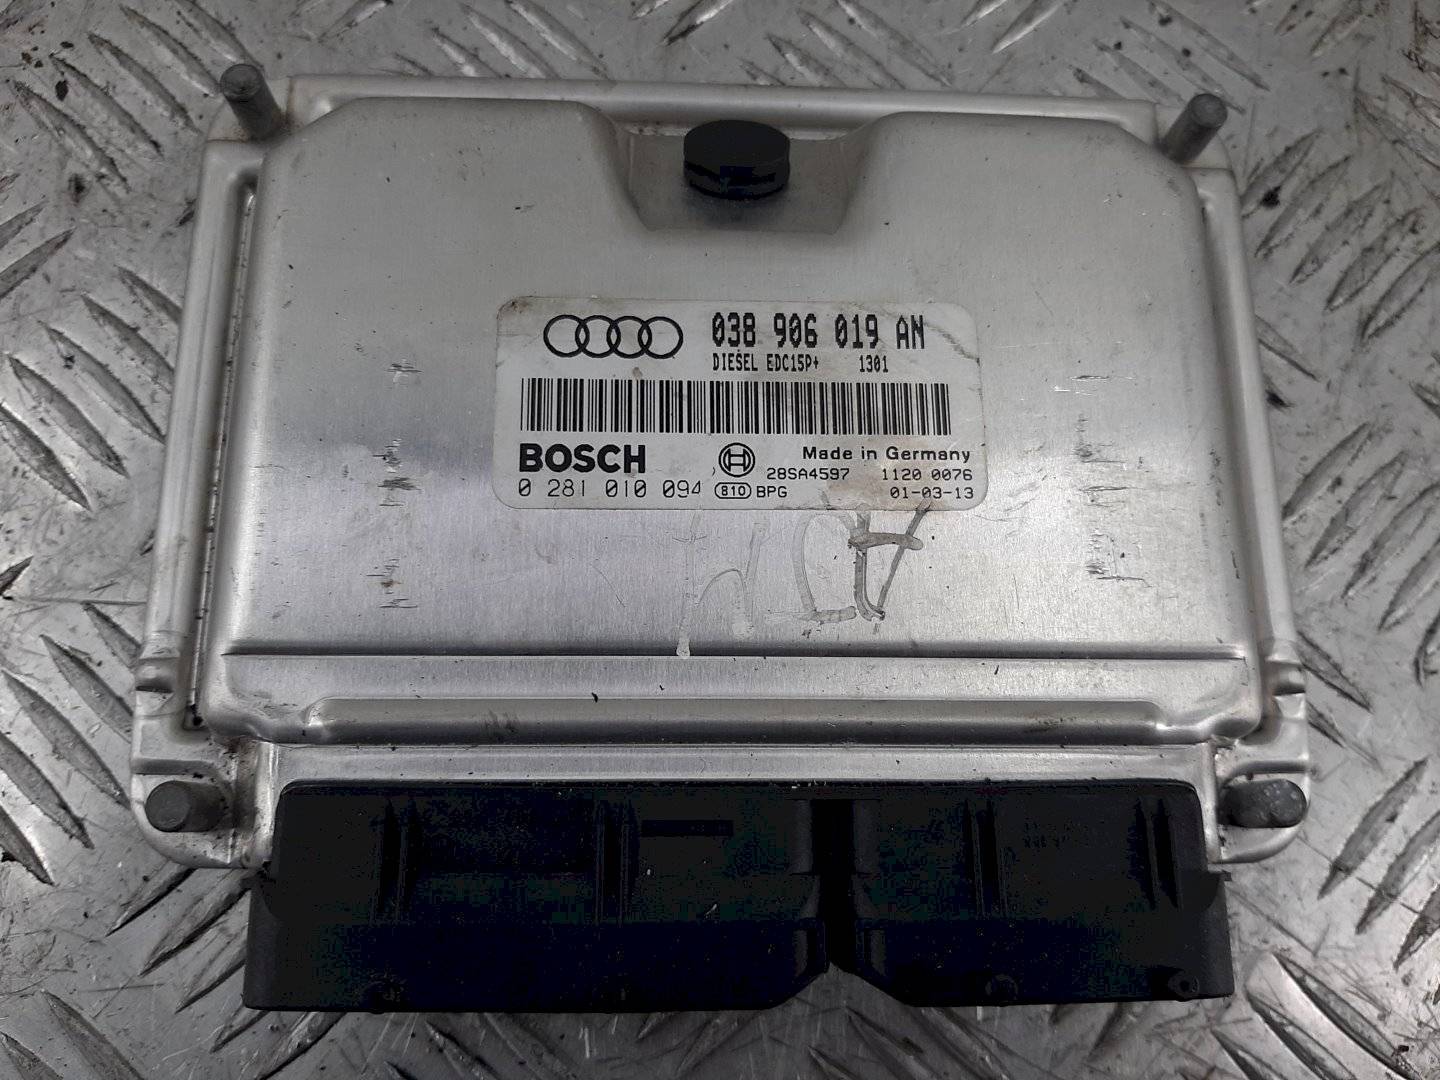 038 906 019 AN
DIESEL EDC15P+ 1301
BOSCH
Made in Germany
28SA4597 1120 0076
0 281 010 094 810 BPG 01-03-13